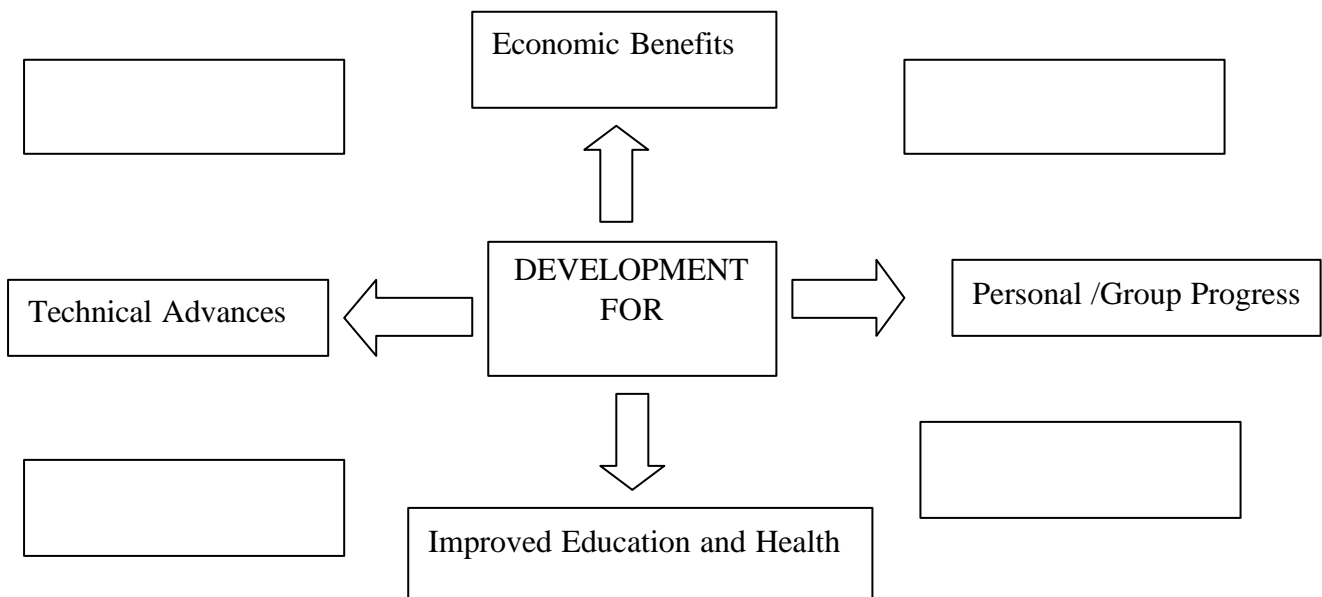 Economic Benefits
DEVELOPMENT
FOR
Technical Advances
Personal /Group Progress
Improved Education and Health